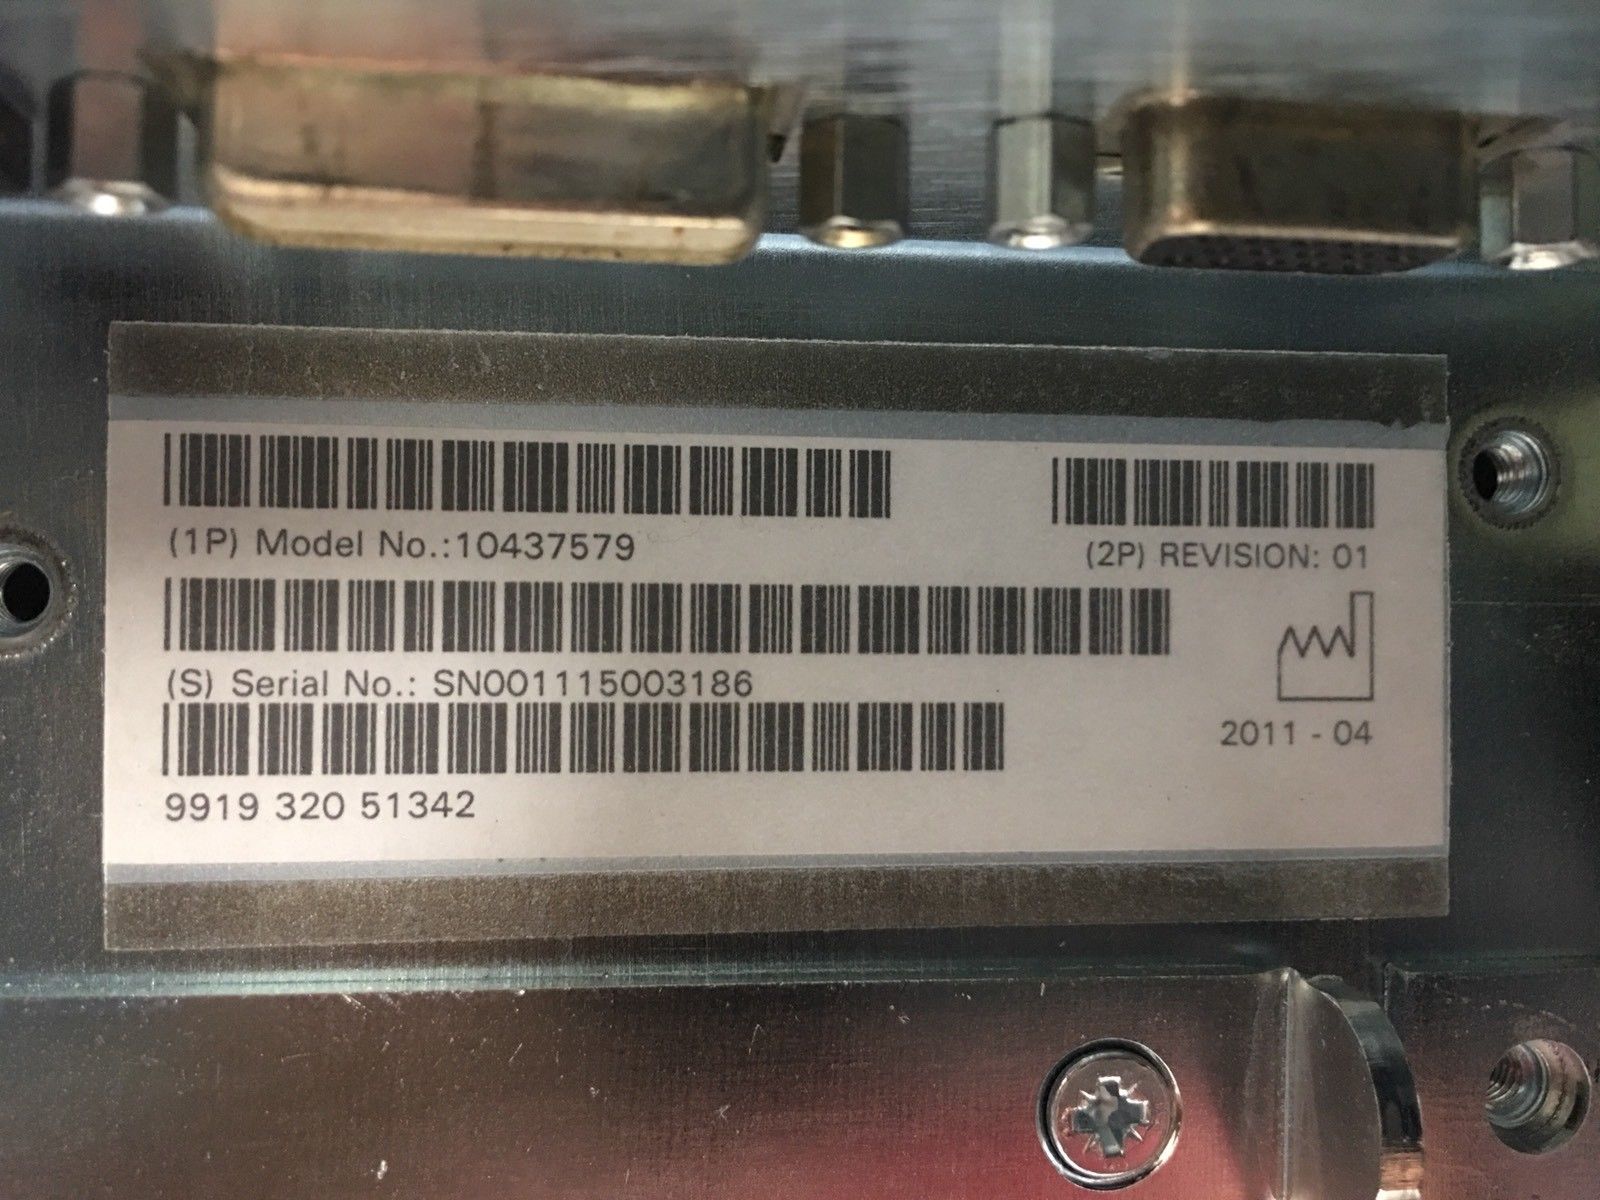 (1P) Model No.:10437579
(2P) REVISION: 01
(S) Serial No.: SN001115003186
2011 - 04
9919 320 51342